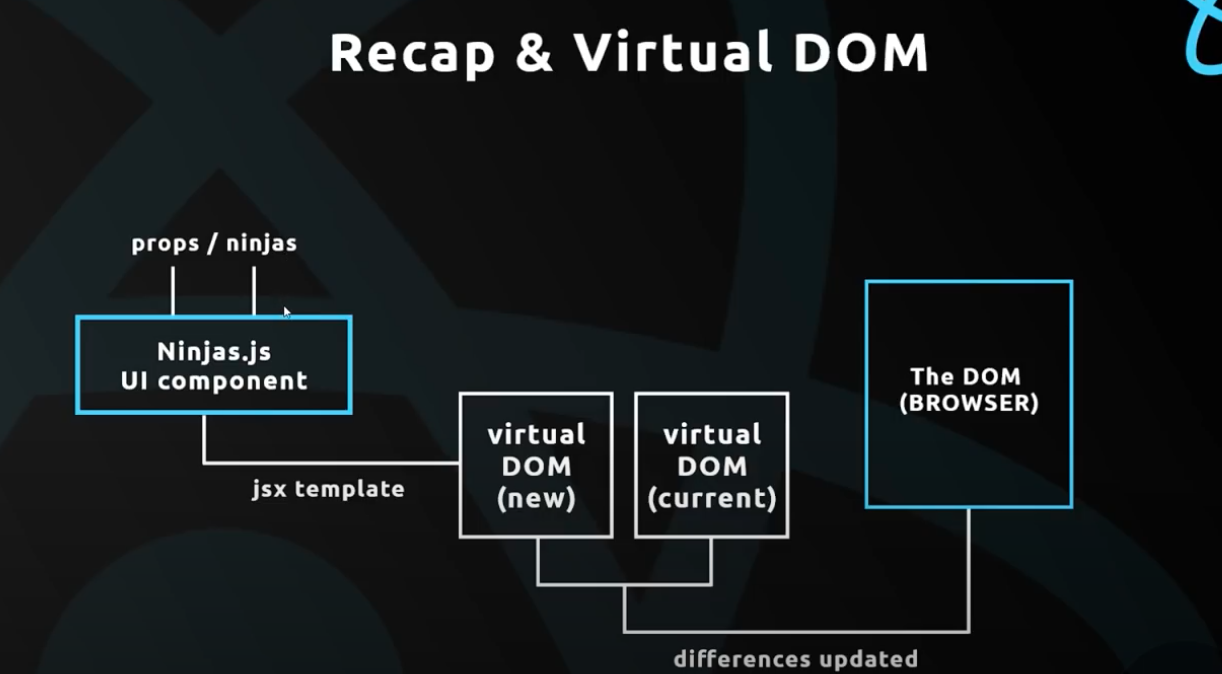 Recap & Virtual DOM
props / ninjas
Ninjas.js
UI component
jsx template
virtual
DOM
(new)
virtual
DOM
(current)
The DOM
(BROWSER)
differences updated